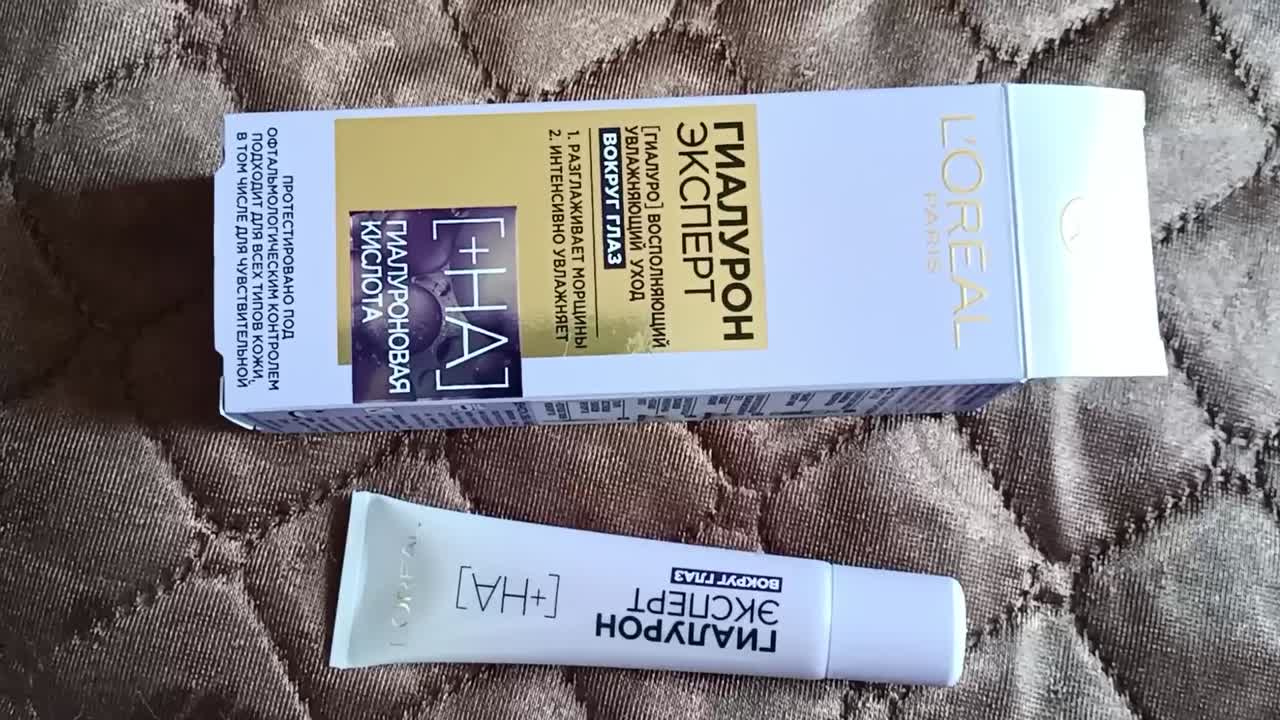 L'ORÉAL
PARIS
ГИАЛУРОН
ЭКСПЕРТ
[ГИАЛУРО] ВОСПОЛНЯЮЩИЙ
УВЛАЖНЯЮЩИЙ УХОД
ВОКРУГ ГЛАЗ
1. РАЗГЛАЖИВАЕТ МОРЩИНЫ
2. ИНТЕНСИВНО УВЛАЖНЯЕТ
[+HA]
ГИАЛУРОНОВАЯ
КИСЛОТА
ПРОТЕСТИРОВАНО ПОД
ОФТАЛЬМОЛОГИЧЕСКИМ КОНТРОЛЕМ
ПОДХОДИТ ДЛЯ ВСЕХ ТИПОВ КОЖИ,
В ТОМ ЧИСЛЕ ДЛЯ ЧУВСТВИТЕЛЬНОЙ
L'ORÉAL
[+HA]
ГИАЛУРОН
ЭКСПЕРТ
ВОКРУГ ГЛАЗ